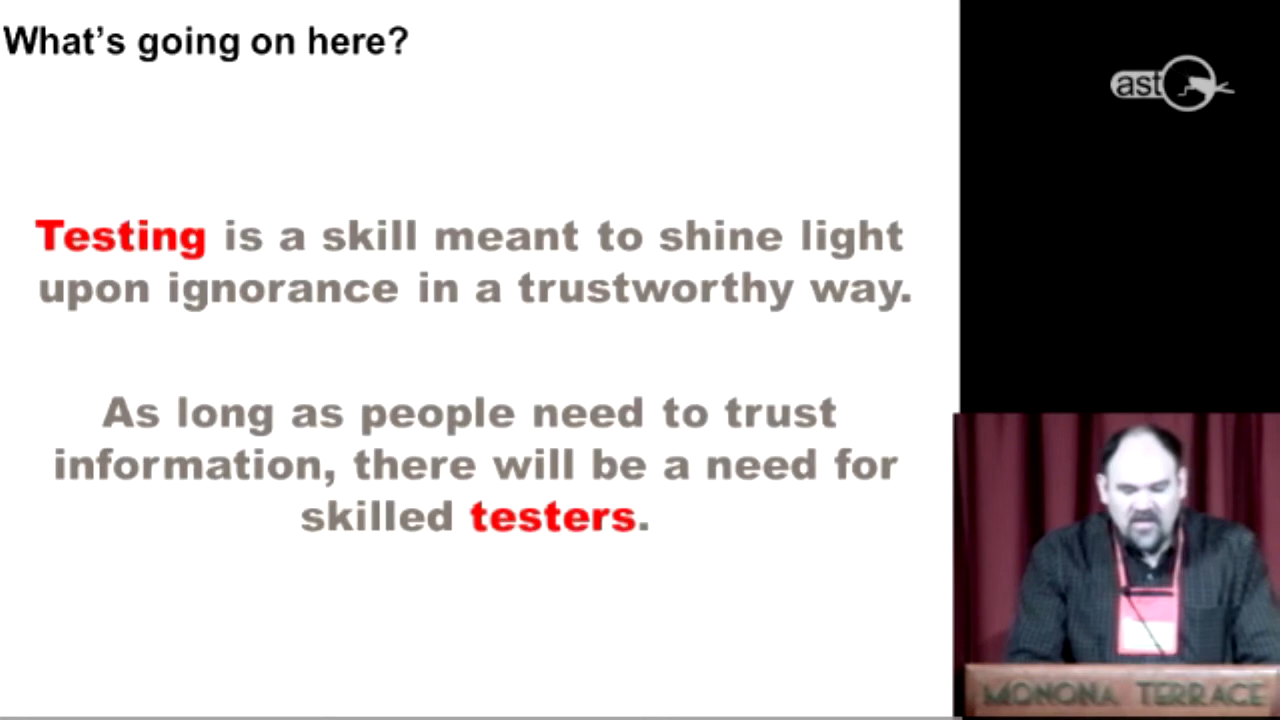 What's going on here?
ast
Testing is a skill meant to shine light
upon ignorance in a trustworthy way.
As long as people need to trust
information, there will be a need for
skilled testers.
MONONA TERRACE